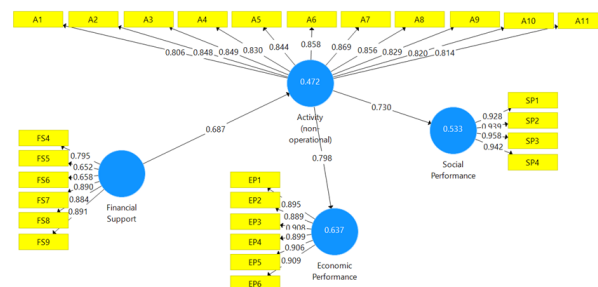 A1 A2 A3 A4 A5 A6 A7 A8 A9 A10 A11
0.806 0.848 0.849 0.830 0.844 0.858 0.869 0.856 0.829 0.820 0.814
0.472
Activity
(non-
operational)
0.687
0.730
0.798
FS4
FS5
FS6
FS7
FS8
FS9
0.795
0.652
0.658
0.890
0.884
0.891
Financial
Support
SP1
SP2
SP3
SP4
0.928
0.939
0.958
0.942
0.533
Social
Performance
EP1
EP2
EP3
EP4
EP5
EP6
0.895
0.889
0.908
0.899
0.906
0.909
0.637
Economic
Performance